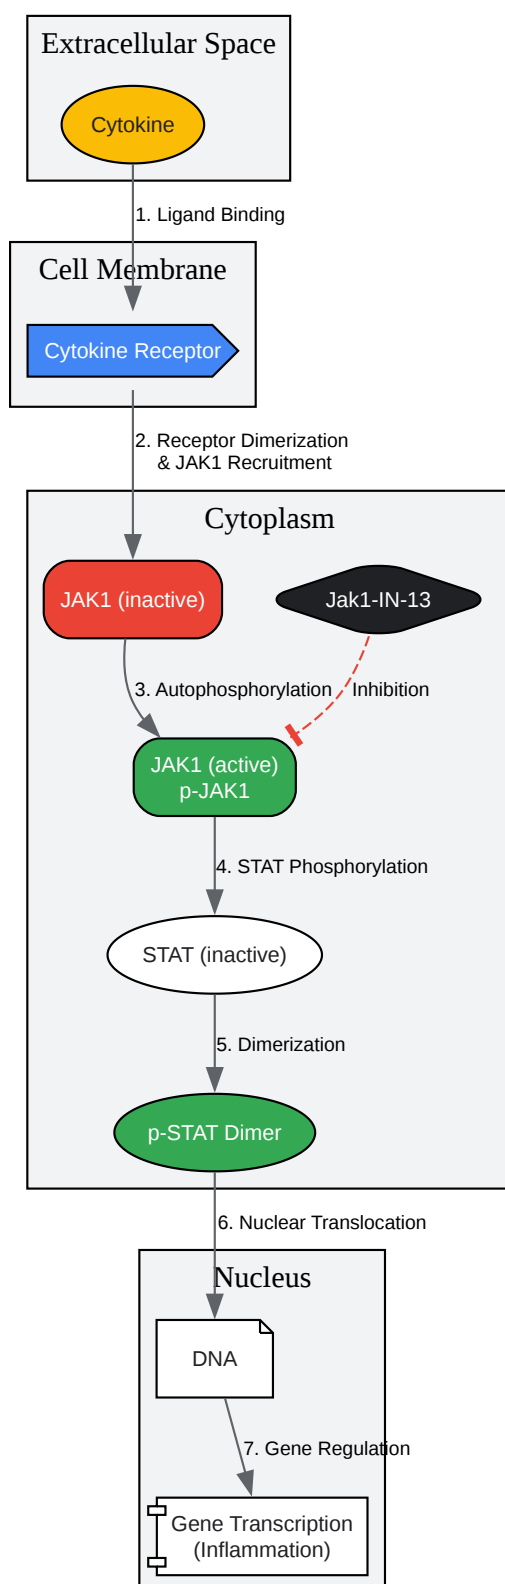 Extracellular Space
Cytokine
1. Ligand Binding
Cell Membrane
Cytokine Receptor
2. Receptor Dimerization
& JAK1 Recruitment
Cytoplasm
JAK1 (inactive)
Jak1-IN-13
3. Autophosphorylation
Inhibition
JAK1 (active)
p-JAK1
4. STAT Phosphorylation
STAT (inactive)
5. Dimerization
p-STAT Dimer
6. Nuclear Translocation
Nucleus
DNA
7. Gene Regulation
Gene Transcription
(Inflammation)